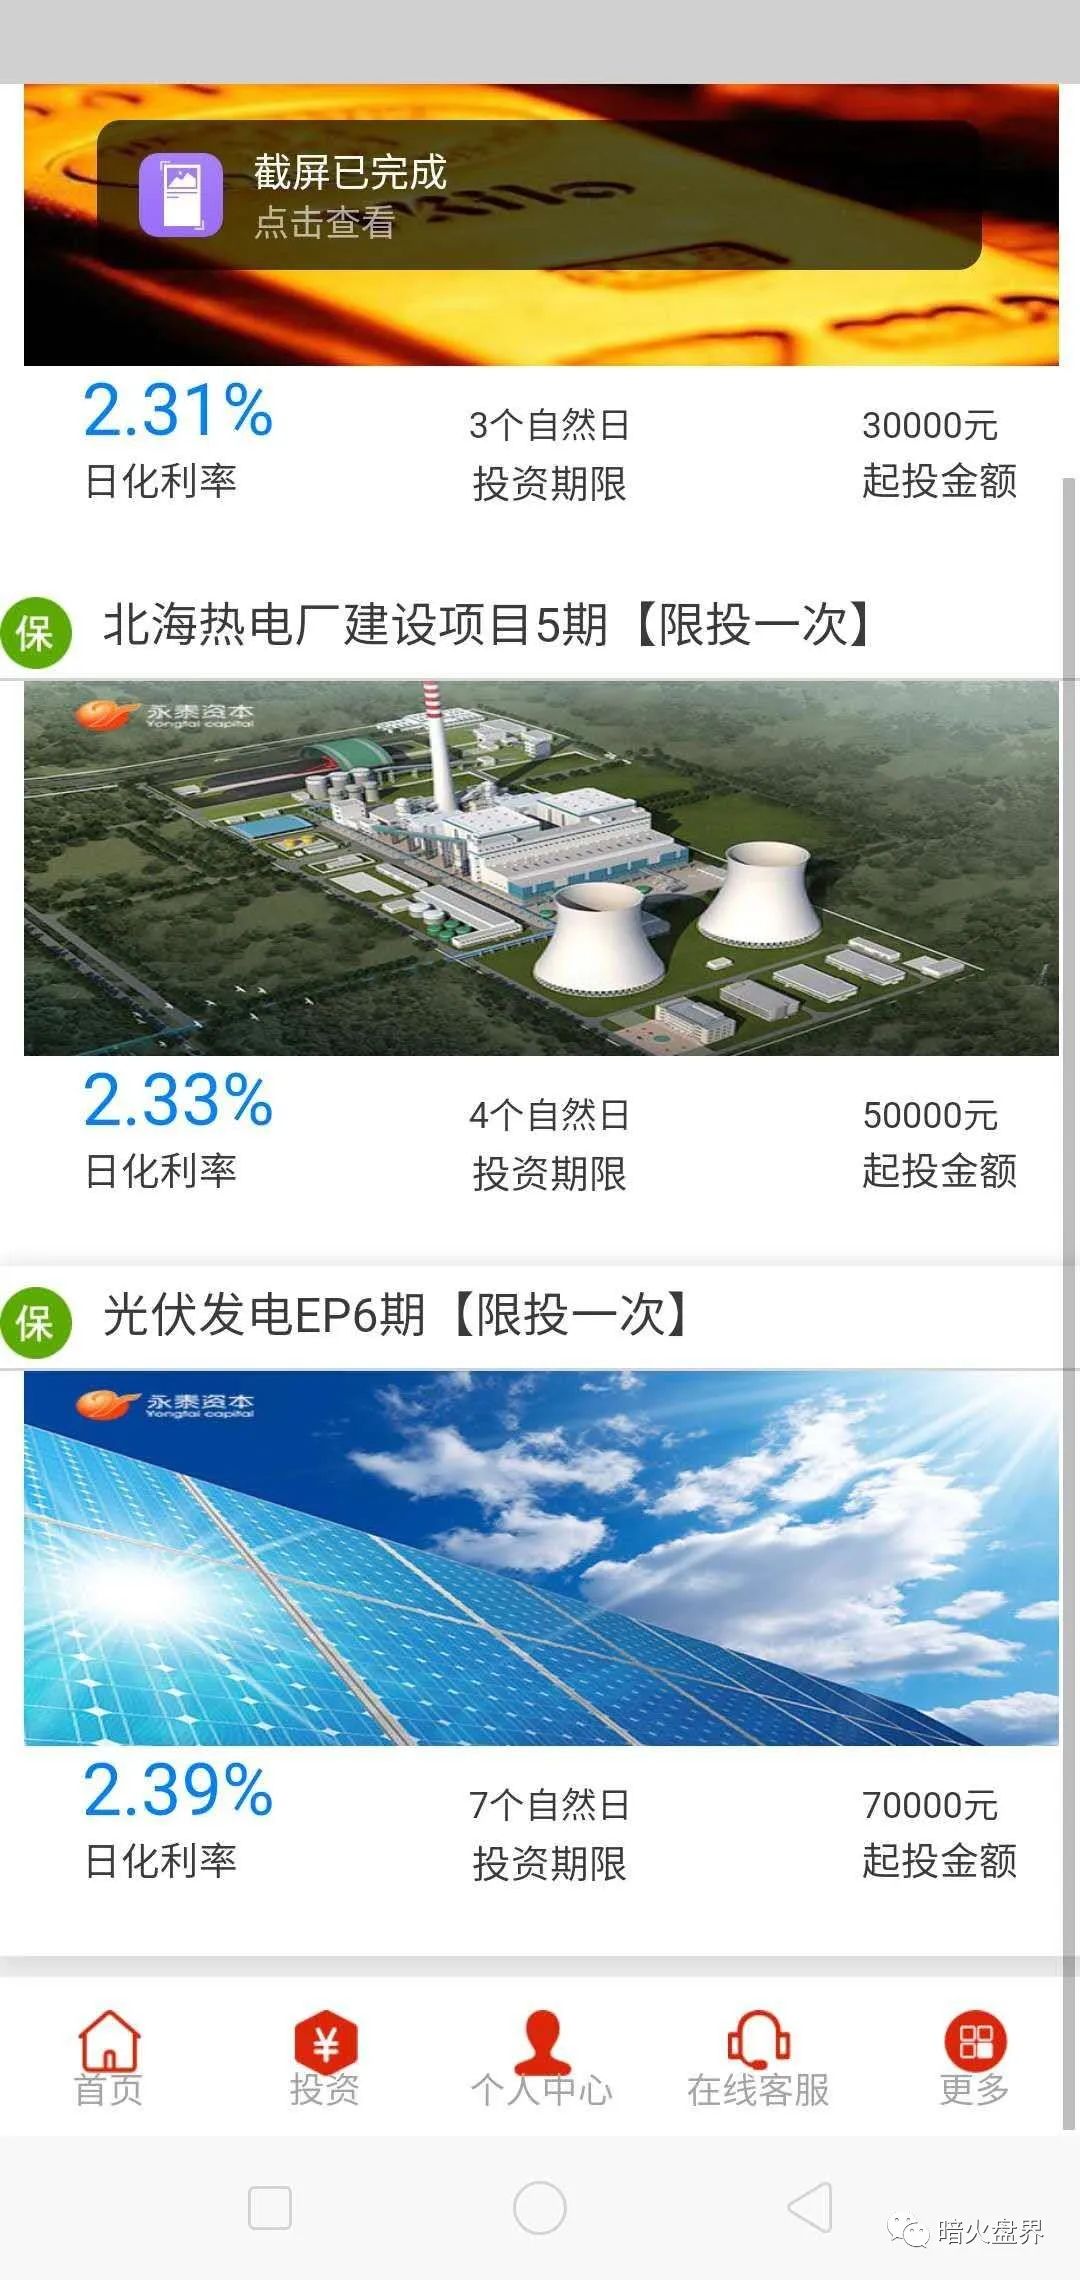 截屏已完成
点击查看
2.31%
3个自然日
30000元
日化利率
投资期限
起投金额
保
北海热电厂建设项目5期【限投一次】
永泰资本
Yongtai capital
2.33%
4个自然日
50000元
日化利率
投资期限
起投金额
保
光伏发电EP6期【限投一次】
永泰资本
Yongtai capital
2.39%
7个自然日
70000元
日化利率
投资期限
起投金额
首页
投资
个人中心
在线客服
更多
暗火盘界